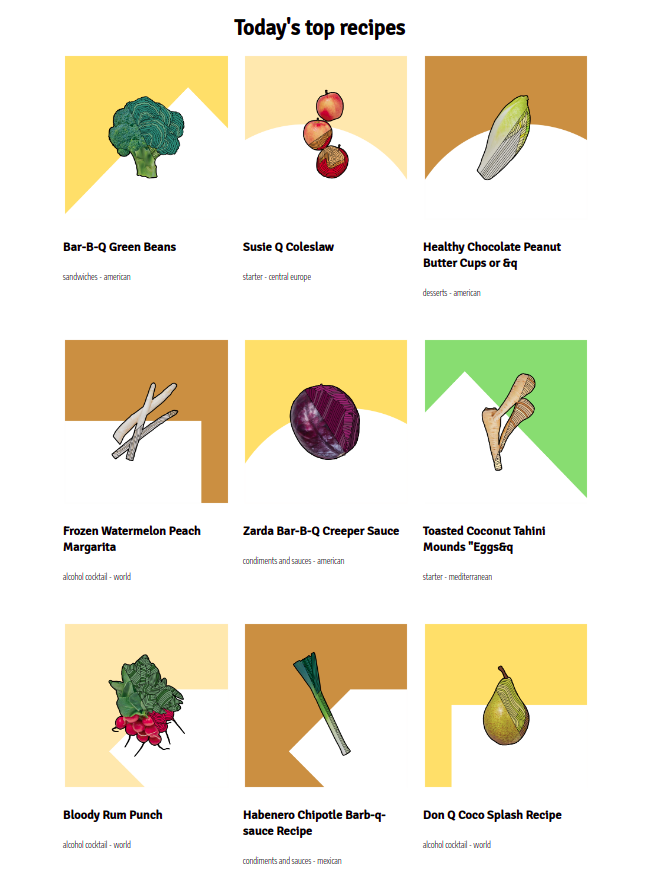 Today's top recipes
Bar-B-Q Green Beans
sandwiches - american
Susie Q Coleslaw
starter - central europe
Healthy Chocolate Peanut
Butter Cups or &q
desserts - american
Frozen Watermelon Peach
Margarita
alcohol cocktail - world
Zarda Bar-B-Q Creeper Sauce
condiments and sauces - american
Toasted Coconut Tahini
Mounds "Eggs&q
starter - mediterranean
Bloody Rum Punch
alcohol cocktail - world
Habenero Chipotle Barb-q-
sauce Recipe
condiments and sauces - mexican
Don Q Coco Splash Recipe
alcohol cocktail - world